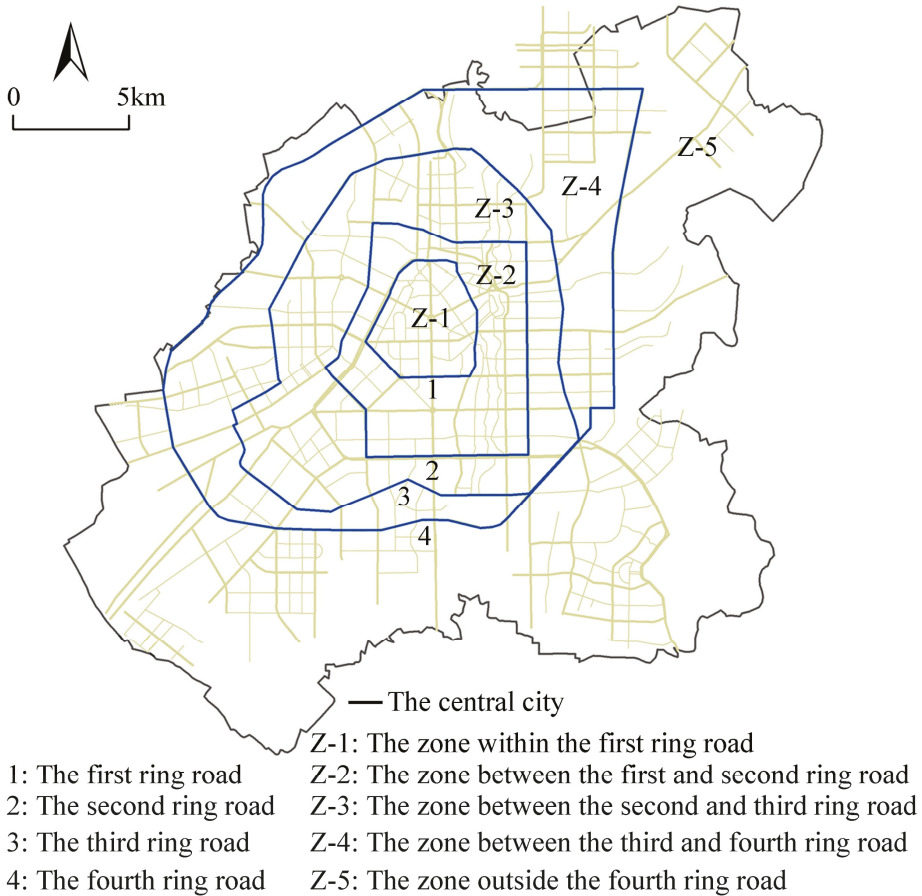 0 5km
Z-5
Z-4
Z-3
Z-2
Z-1
1
2
3
4
The central city
Z-1: The zone within the first ring road
1: The first ring road Z-2: The zone between the first and second ring road
2: The second ring road Z-3: The zone between the second and third ring road
3: The third ring road Z-4: The zone between the third and fourth ring road
4: The fourth ring road Z-5: The zone outside the fourth ring road